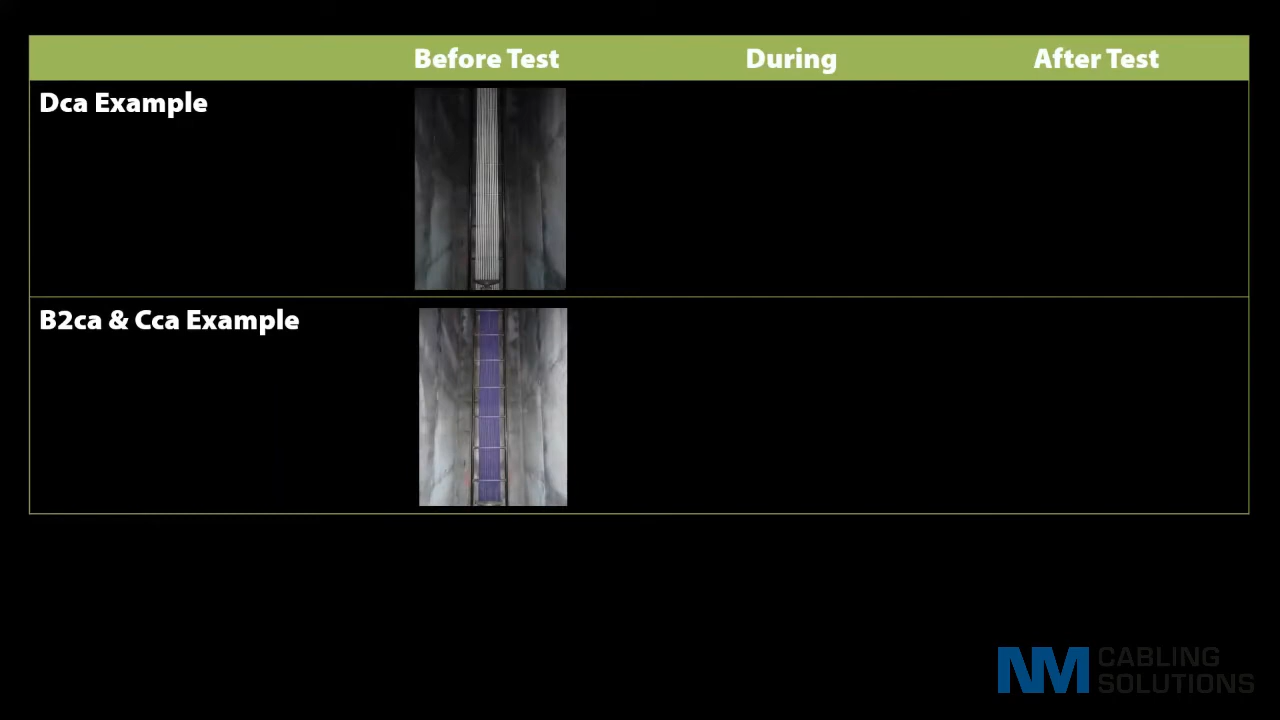 Before Test During After Test
Dca Example
B2ca & Cca Example
NM CABLING
SOLUTIONS